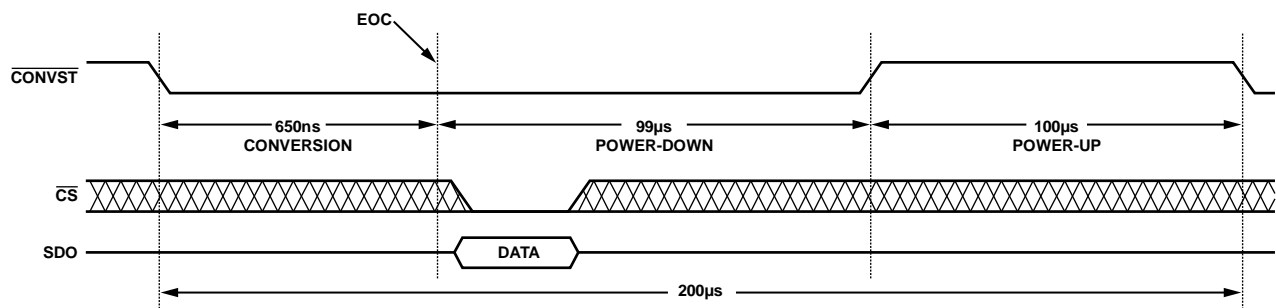 EOC
CONVST
650ns
CONVERSION
99µs
POWER-DOWN
100µs
POWER-UP
CS
SDO
DATA
200µs